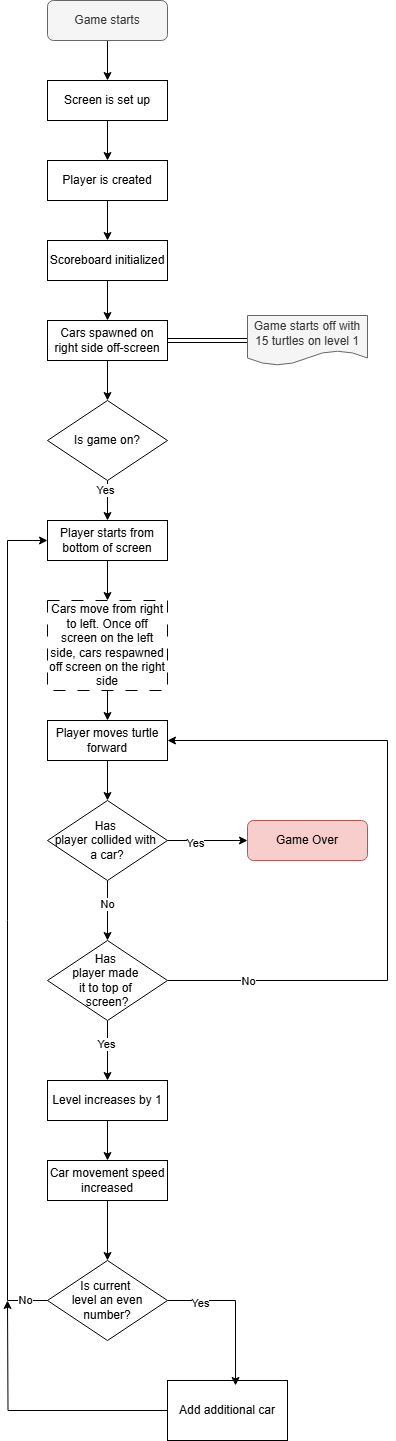 Game starts
Screen is set up
Player is created
Scoreboard initialized
Cars spawned on
right side off-screen
Game starts off with
15 turtles on level 1
Is game on?
Yes
Player starts from
bottom of screen
Cars move from right
to left. Once off
screen on the left
side, cars respawned
off screen on the right
side
Player moves turtle
forward
Has
player collided with
a car?
Yes
Game Over
No
Has
player made
it to top of
screen?
No
Yes
Level increases by 1
Car movement speed
increased
Is current
level an even
number?
No
Yes
Add additional car